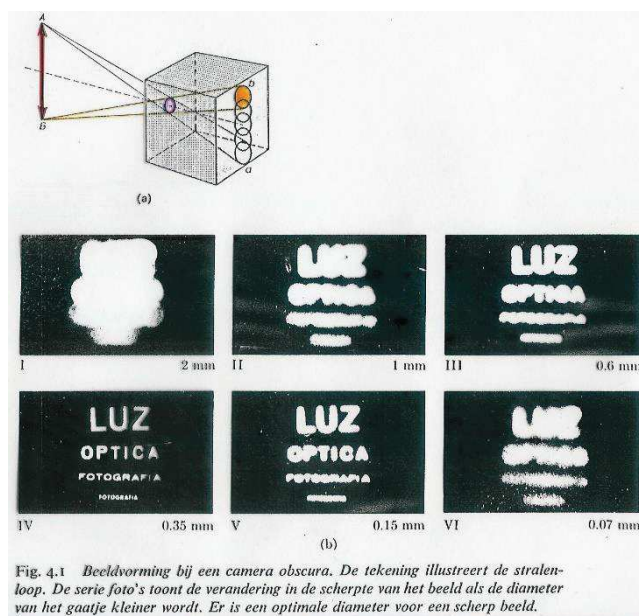 A
B
b
a
(a)
LUZ
OPTICA
LUZ
OPTICA
I 2 mm II 1 mm III 0.6 mm
LUZ
OPTICA
FOTOGRAFIA
FOTOGRAFIA
LUZ
OPTICA
FOTOGRAFIA
LUZ
OPTICA
IV 0.35 mm V 0.15 mm VI 0.07 mm
(b)
Fig. 4.1 Beeldvorming bij een camera obscura. De tekening illustreert de stralen-
loop. De serie foto's toont de verandering in de scherpte van het beeld als de diameter
van het gaatje kleiner wordt. Er is een optimale diameter voor een scherp beeld.